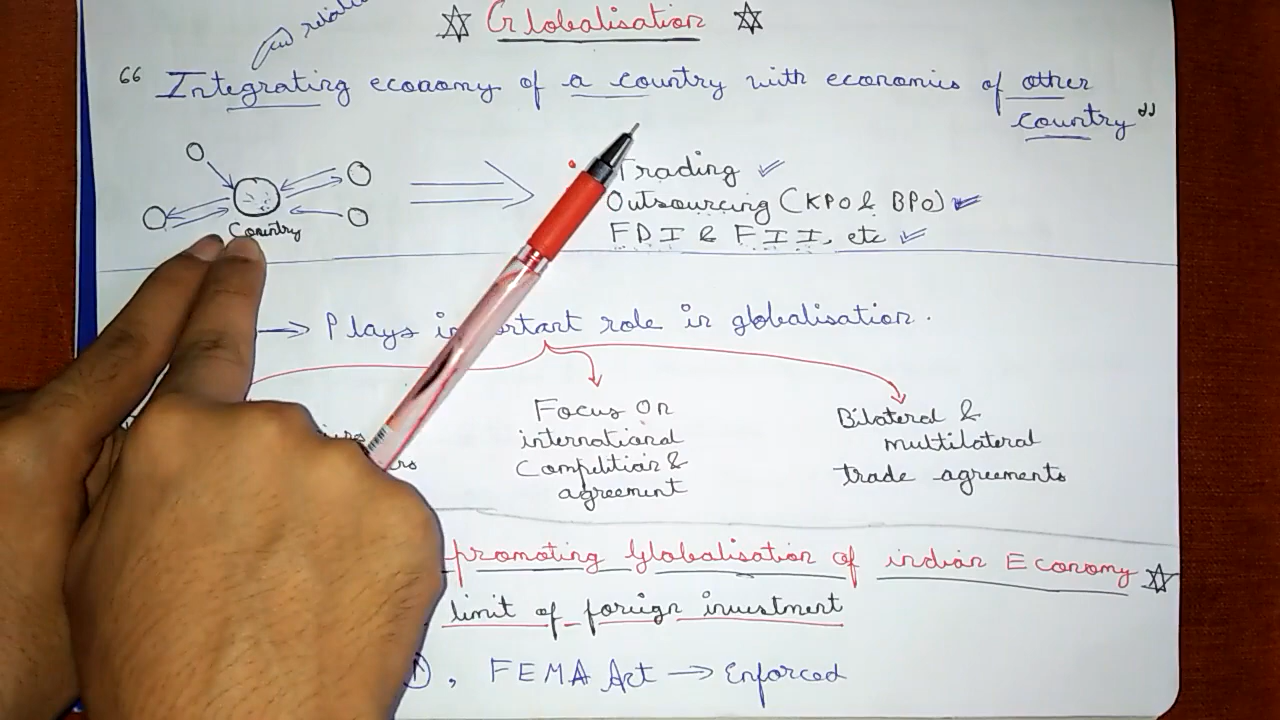 Globalisation
" Integrating economy of a country with economies of other
country "
Country
Trading
Outsourcing (KPO & BPO)
FDI & FII, etc
→ Plays important role in globalisation.
Focus On
international
Competition &
agreement
Bilateral &
multilateral
trade agreements
promoting Globalisation of indian Economy
limit of foreign investment
, FEMA Act → Enforced